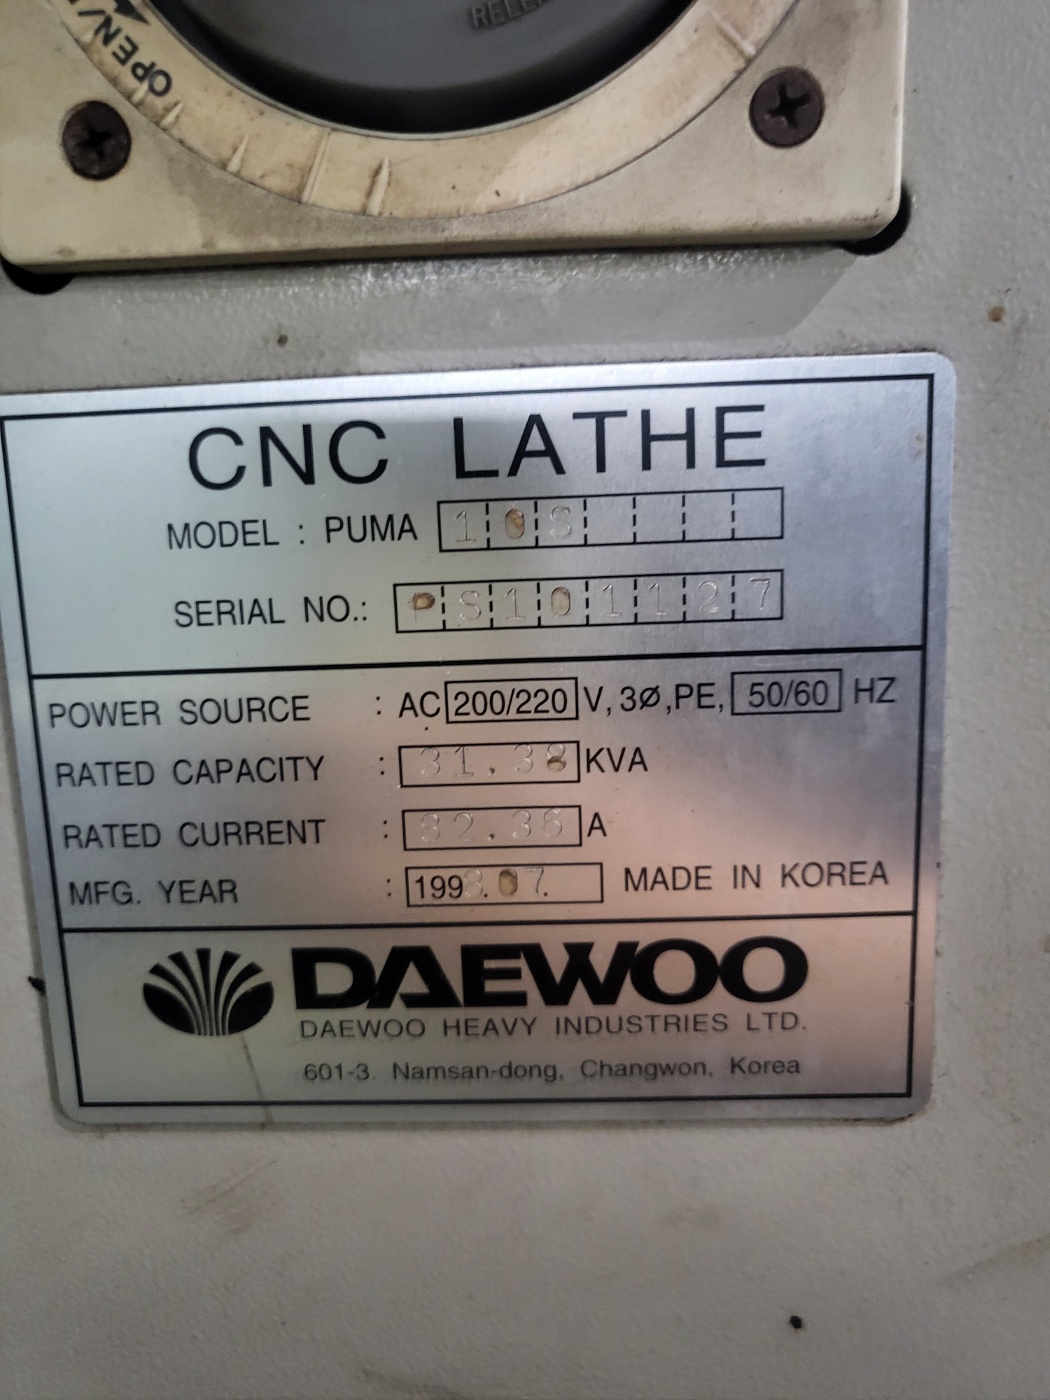 OPEN/
CNC LATHE
MODEL : PUMA 10S
SERIAL NO.: PS101127
POWER SOURCE : AC 200/220 V, 3ø, PE, 50/60 HZ
RATED CAPACITY : 31.38 KVA
RATED CURRENT : 82.36 A
MFG. YEAR : 1998.07. MADE IN KOREA
DAEWOO
DAEWOO HEAVY INDUSTRIES LTD.
601-3. Namsan-dong, Changwon, Korea